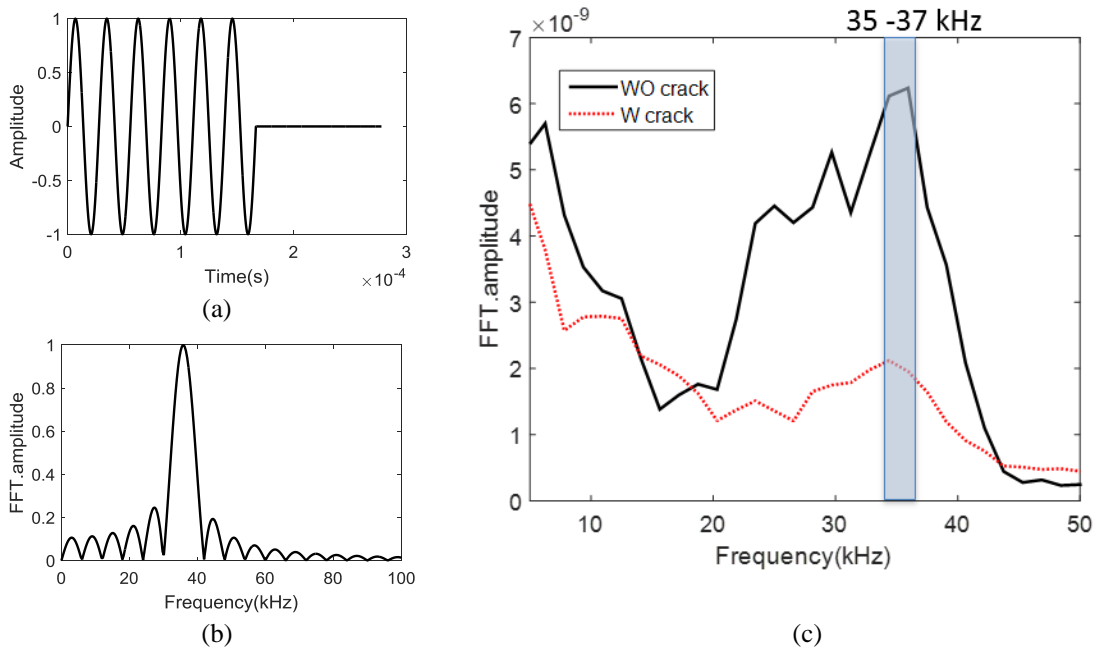 1
0.5
0
-0.5
-1
Amplitude
0 1 2 3
Time(s)
×10⁻⁴
(a)
1
0.8
0.6
0.4
0.2
0
FFT.amplitude
0 20 40 60 80 100
Frequency(kHz)
(b)
×10⁻⁹
35 -37 kHz
7
6
5
4
3
2
1
0
FFT.amplitude
WO crack
W crack
10 20 30 40 50
Frequency(kHz)
(c)